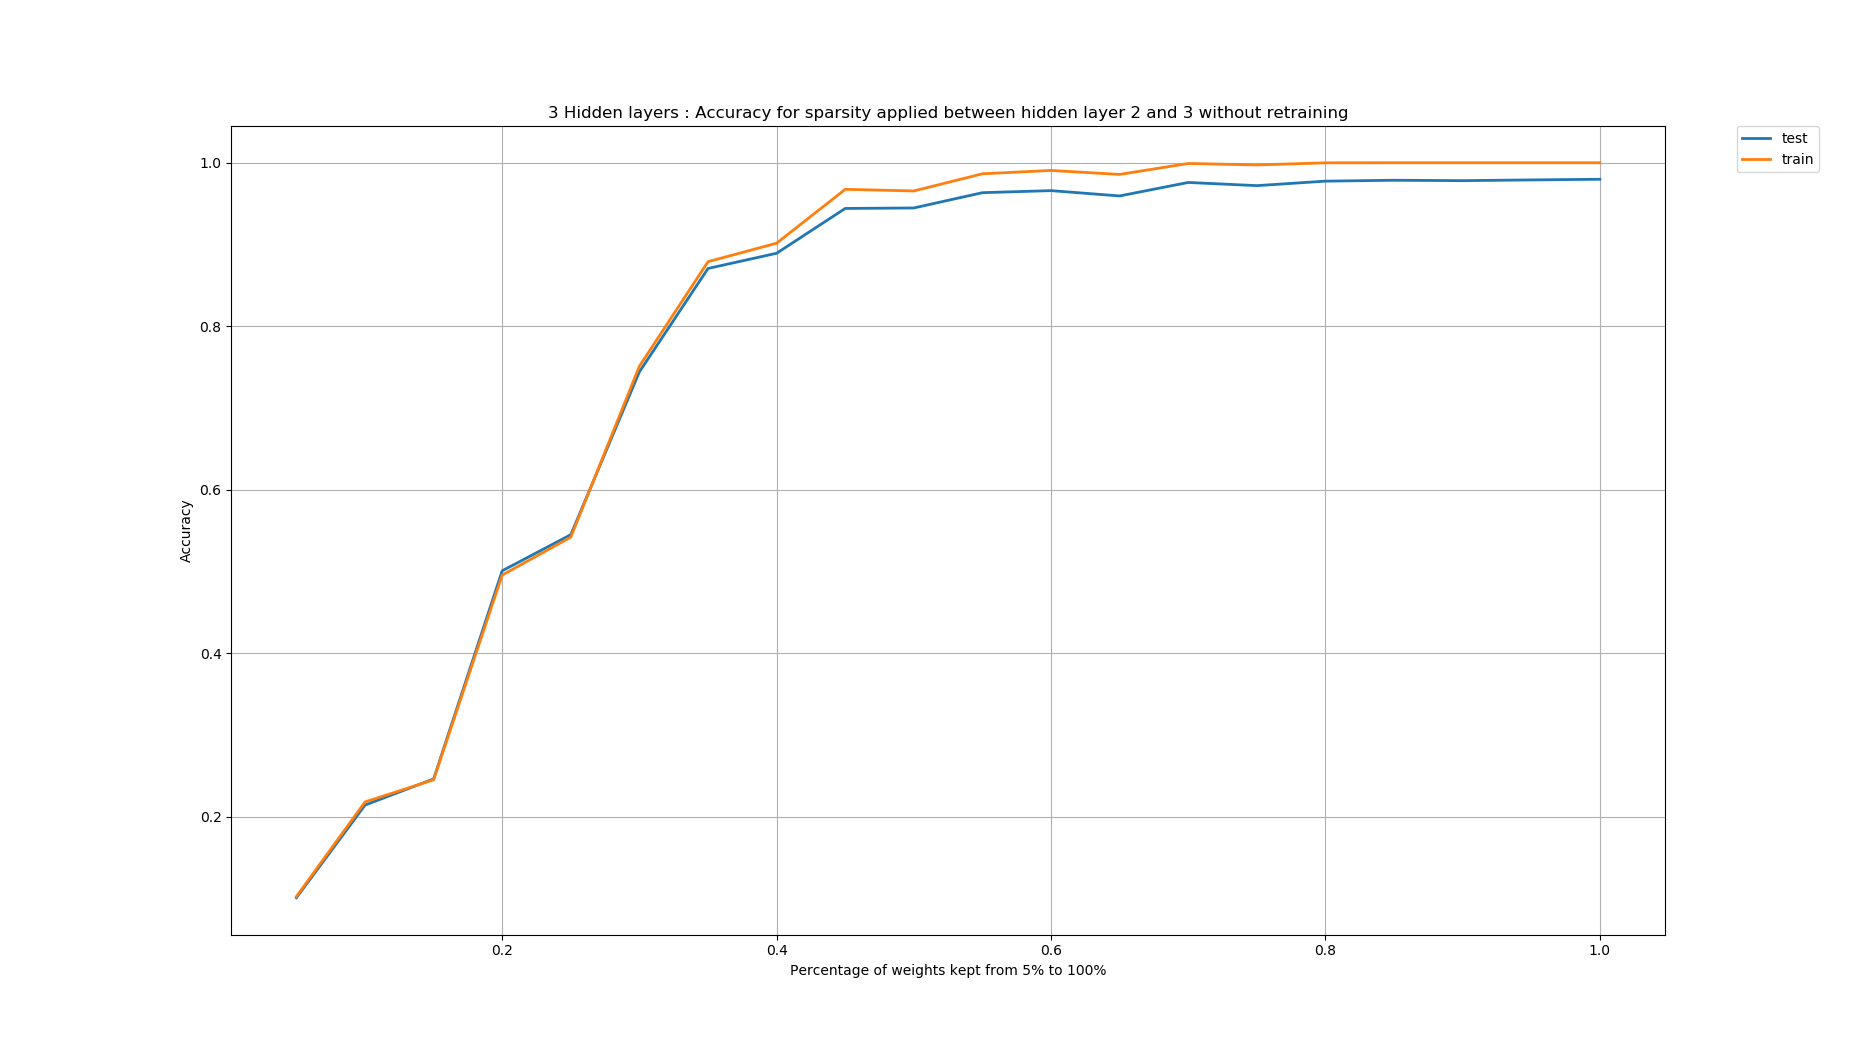 3 Hidden layers : Accuracy for sparsity applied between hidden layer 2 and 3 without retraining
test
train
1.0
0.8
0.6
0.4
0.2
Accuracy
0.2 0.4 0.6 0.8 1.0
Percentage of weights kept from 5% to 100%